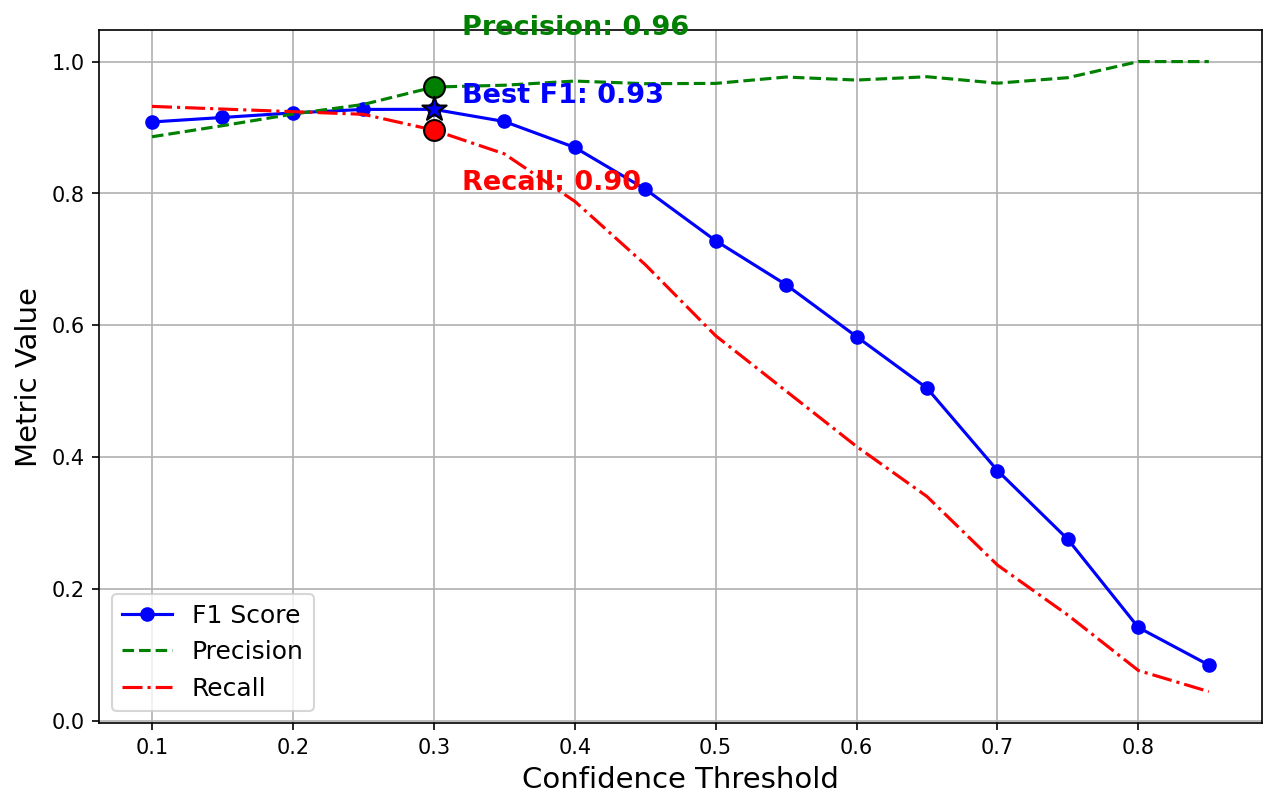 Precision: 0.96
1.0
Best F1: 0.93
Recall: 0.90
0.8
0.6
0.4
0.2
0.0
Metric Value
F1 Score
Precision
Recall
0.1 0.2 0.3 0.4 0.5 0.6 0.7 0.8
Confidence Threshold